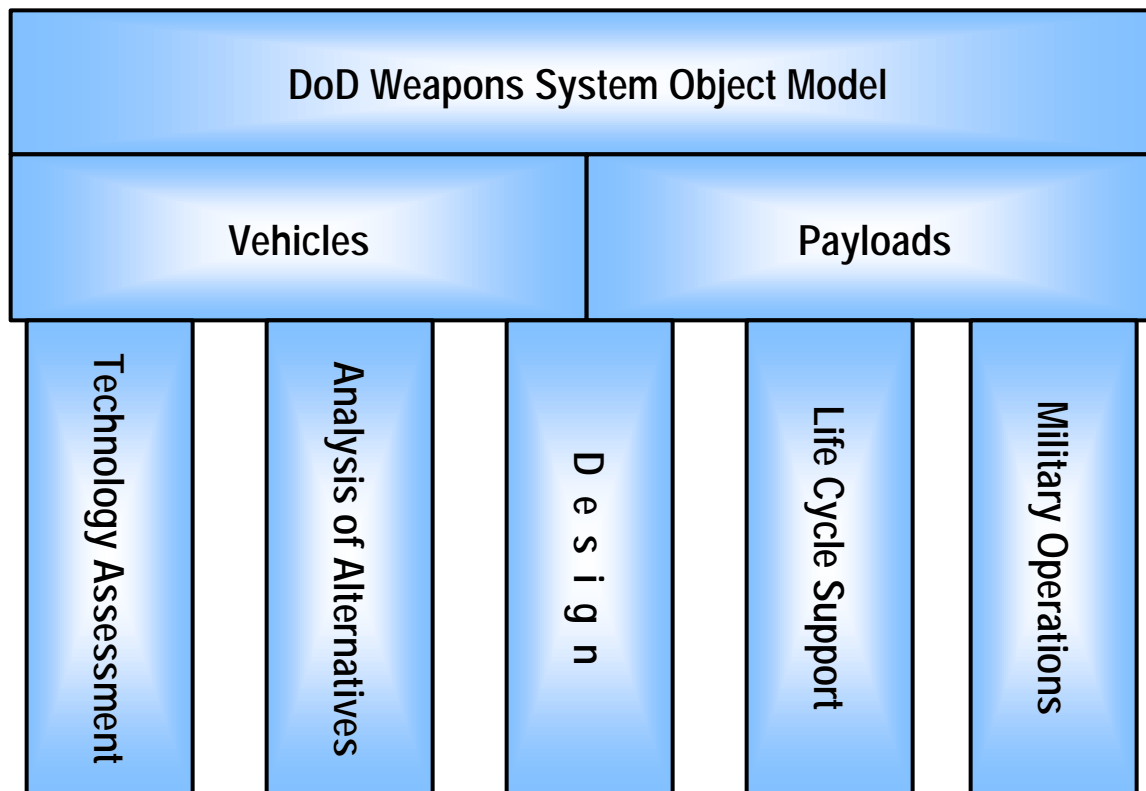 DoD Weapons System Object Model
Vehicles
Payloads
Technology Assessment
Analysis of Alternatives
Design
Life Cycle Support
Military Operations